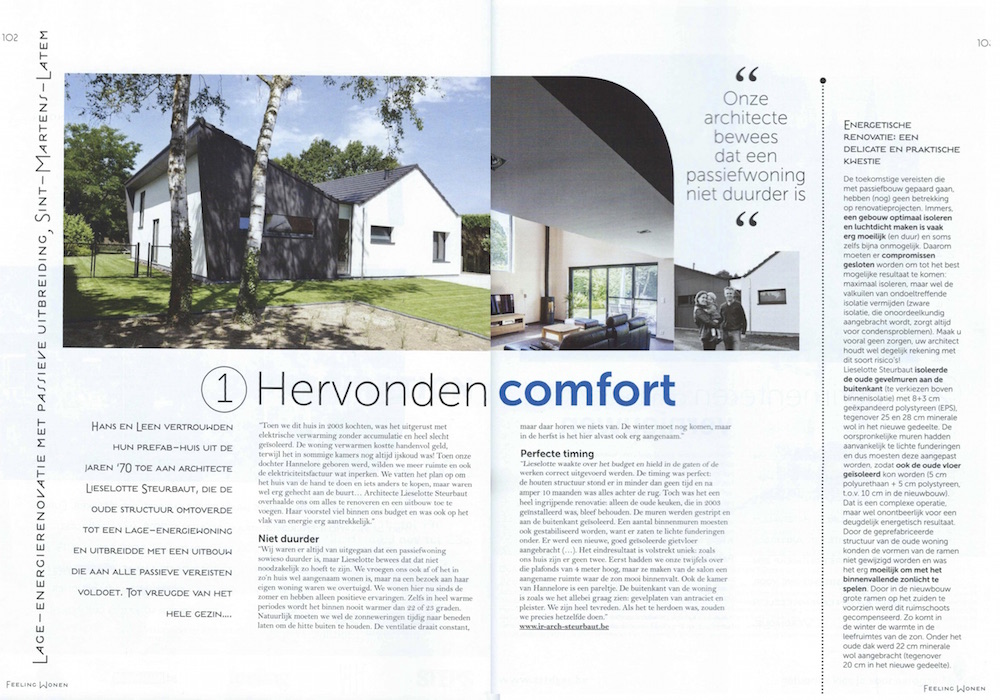 102
LAGE-ENERGIERENOVATIE MET PASSIEVE UITBREIDING, SINT-MARTENS-LATEM
① Hervonden comfort
HANS EN LEEN VERTROUWDEN
HUN PREFAB-HUIS UIT DE
JAREN '70 TOE AAN ARCHITECTE
LIESELOTTE STEURBAUT, DIE DE
OUDE STRUCTUUR OMTOVERDE
TOT EEN LAGE-ENERGIEWONING
EN UITBREIDDE MET EEN UITBOUW
DIE AAN ALLE PASSIEVE VEREISTEN
VOLDOET. TOT VREUGDE VAN HET
HELE GEZIN....
"Toen we dit huis in 2003 kochten, was het uitgerust met
elektrische verwarming zonder accumulatie en heel slecht
geïsoleerd. De woning verwarmen kostte handenvol geld,
terwijl het in sommige kamers nog altijd ijskoud was! Toen onze
dochter Hannelore geboren werd, wilden we meer ruimte en ook
de elektriciteitsfactuur wat inperken. We vatten het plan op om
het huis van de hand te doen en iets anders te kopen, maar waren
wel erg gehecht aan de buurt... Architecte Lieselotte Steurbaut
overhaalde ons om alles te renoveren en een uitbouw toe te
voegen. Haar voorstel viel binnen ons budget en was ook op het
vlak van energie erg aantrekkelijk."
Niet duurder
"Wij waren er altijd van uitgegaan dat een passiefwoning
sowieso duurder is, maar Lieselotte bewees dat dat niet
noodzakelijk zo hoeft te zijn. We vroegen ons ook af of het in
zo'n huis wel aangenaam wonen is, maar na een bezoek aan haar
eigen woning waren we overtuigd. We wonen hier nu sinds de
zomer en hebben alleen positieve ervaringen. Zelfs in heel warme
periodes wordt het binnen nooit warmer dan 22 of 23 graden.
Natuurlijk moeten we wel de zonneweringen tijdig naar beneden
laten om de hitte buiten te houden. De ventilatie draait constant,
maar daar horen we niets van. De winter moet nog komen, maar
in de herfst is het hier alvast ook erg aangenaam."
Perfecte timing
"Lieselotte waakte over het budget en hield in de gaten of de
werken correct uitgevoerd werden. De timing was perfect:
de houten structuur stond er in minder dan geen tijd en na
amper 10 maanden was alles achter de rug. Toch was het een
heel ingrijpende renovatie: alleen de oude keuken, die in 2003
geïnstalleerd was, bleef behouden. De muren werden gestript en
aan de buitenkant geïsoleerd. Een aantal binnenmuren moesten
ook gestabiliseerd worden, want er zaten te lichte funderingen
onder. Er werd een nieuwe, goed geïsoleerde gietvloer
aangebracht (...). Het eindresultaat is volstrekt uniek: zoals
ons huis zijn er geen twee. Eerst hadden we onze twijfels over
die plafonds van 4 meter hoog, maar ze maken van de salon een
aangename ruimte waar de zon mooi binnenvalt. Ook de kamer
van Hannelore is een pareltje. De buitenkant van de woning
is zoals we het allebei graag zien: gevelplaten van antraciet en
pleister. We zijn heel tevreden. Als het te herdoen was, zouden
we precies hetzelfde doen."
www.ir-arch-steurbaut.be
“
Onze
architecte
bewees
dat een
passiefwoning
niet duurder is
“
10
ENERGETISCHE
RENOVATIE: EEN
DELICATE EN PRAKTISCHE
KWESTIE
De toekomstige vereisten die
met passiefbouw gepaard gaan,
hebben (nog) geen betrekking
op renovatieprojecten. Immers,
een gebouw optimaal isoleren
en luchtdicht maken is vaak
erg moeilijk (en duur) en soms
zelfs bijna onmogelijk. Daarom
moeten er compromissen
gesloten worden om tot het best
mogelijke resultaat te komen:
maximaal isoleren, maar wel de
valkuilen van ondoeltreffende
isolatie vermijden (zware
isolatie, die onoordeelkundig
aangebracht wordt, zorgt altijd
voor condensproblemen). Maak u
vooral geen zorgen, uw architect
houdt wel degelijk rekening met
dit soort risico's!
Lieselotte Steurbaut isoleerde
de oude gevelmuren aan de
buitenkant (te verkiezen boven
binnenisolatie) met 8+3 cm
geëxpandeerd polystyreen (EPS),
tegenover 25 en 28 cm minerale
wol in het nieuwe gedeelte. De
oorspronkelijke muren hadden
aanvankelijk te lichte funderingen
en dus moesten deze aangepast
worden, zodat ook de oude vloer
geïsoleerd kon worden (5 cm
polyurethaan + 5 cm polystyreen,
t.o.v. 10 cm in de nieuwbouw).
Dat is een complexe operatie,
maar wel onontbeerlijk voor een
deugdelijk energetisch resultaat.
Door de geprefabriceerde
structuur van de oude woning
konden de vormen van de ramen
niet gewijzigd worden en was
het erg moeilijk om met het
binnenvallende zonlicht te
spelen. Door in de nieuwbouw
grote ramen op het zuiden te
voorzien werd dit ruimschoots
gecompenseerd. Zo komt in
de winter de warmte in de
leefruimtes van de zon. Onder het
oude dak werd 22 cm minerale
wol aangebracht (tegenover
20 cm in het nieuwe gedeelte).
FEELING WONEN
FEELING WONEN